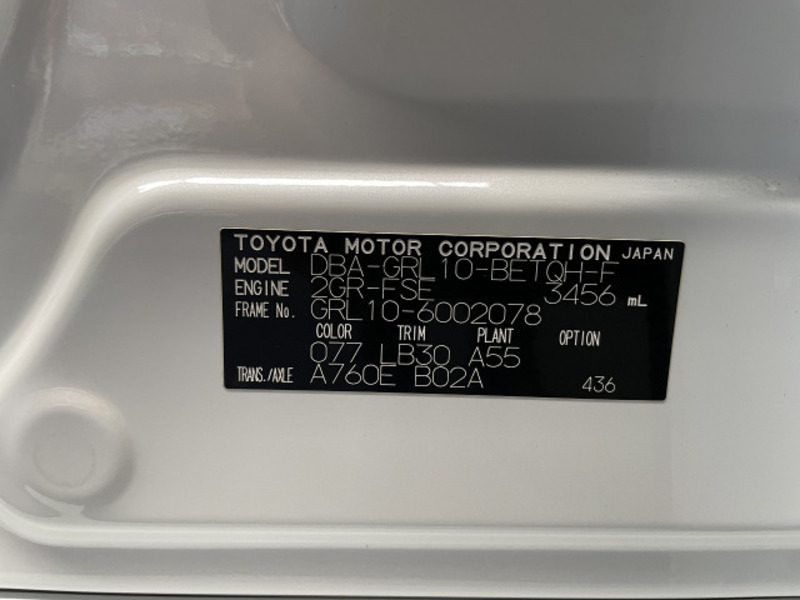 TOYOTA MOTOR CORPORATION JAPAN
MODEL DBA-GRL10-BETQH-F
ENGINE 2GR-FSE 3456 mL
FRAME No. GRL10-6002078
COLOR TRIM PLANT OPTION
077 LB30 A55
TRANS./AXLE A760E B02A 436